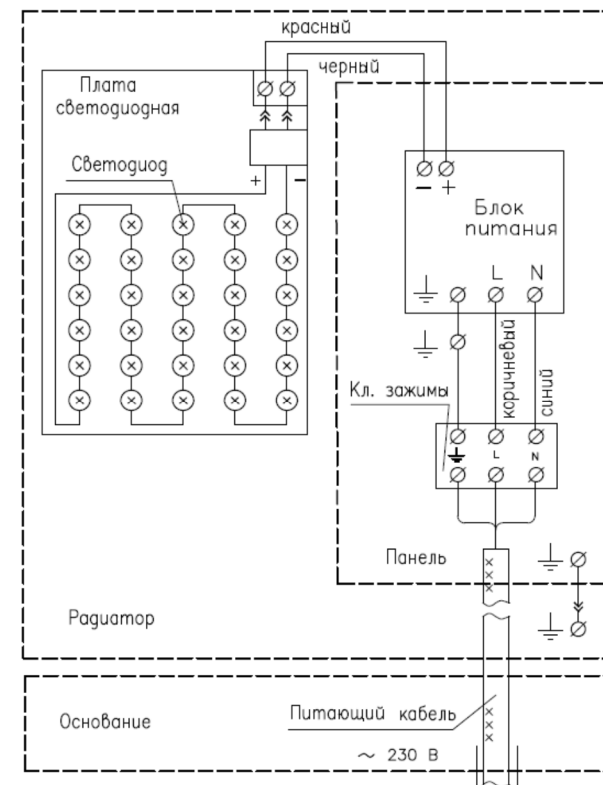 красный
черный
Плата
светодиодная
Светодиод
+ −
− +
Блок
питания
L N
коричневый
синий
Кл. зажимы
L N
Панель
Радиатор
Основание
Питающий кабель
~ 230 В